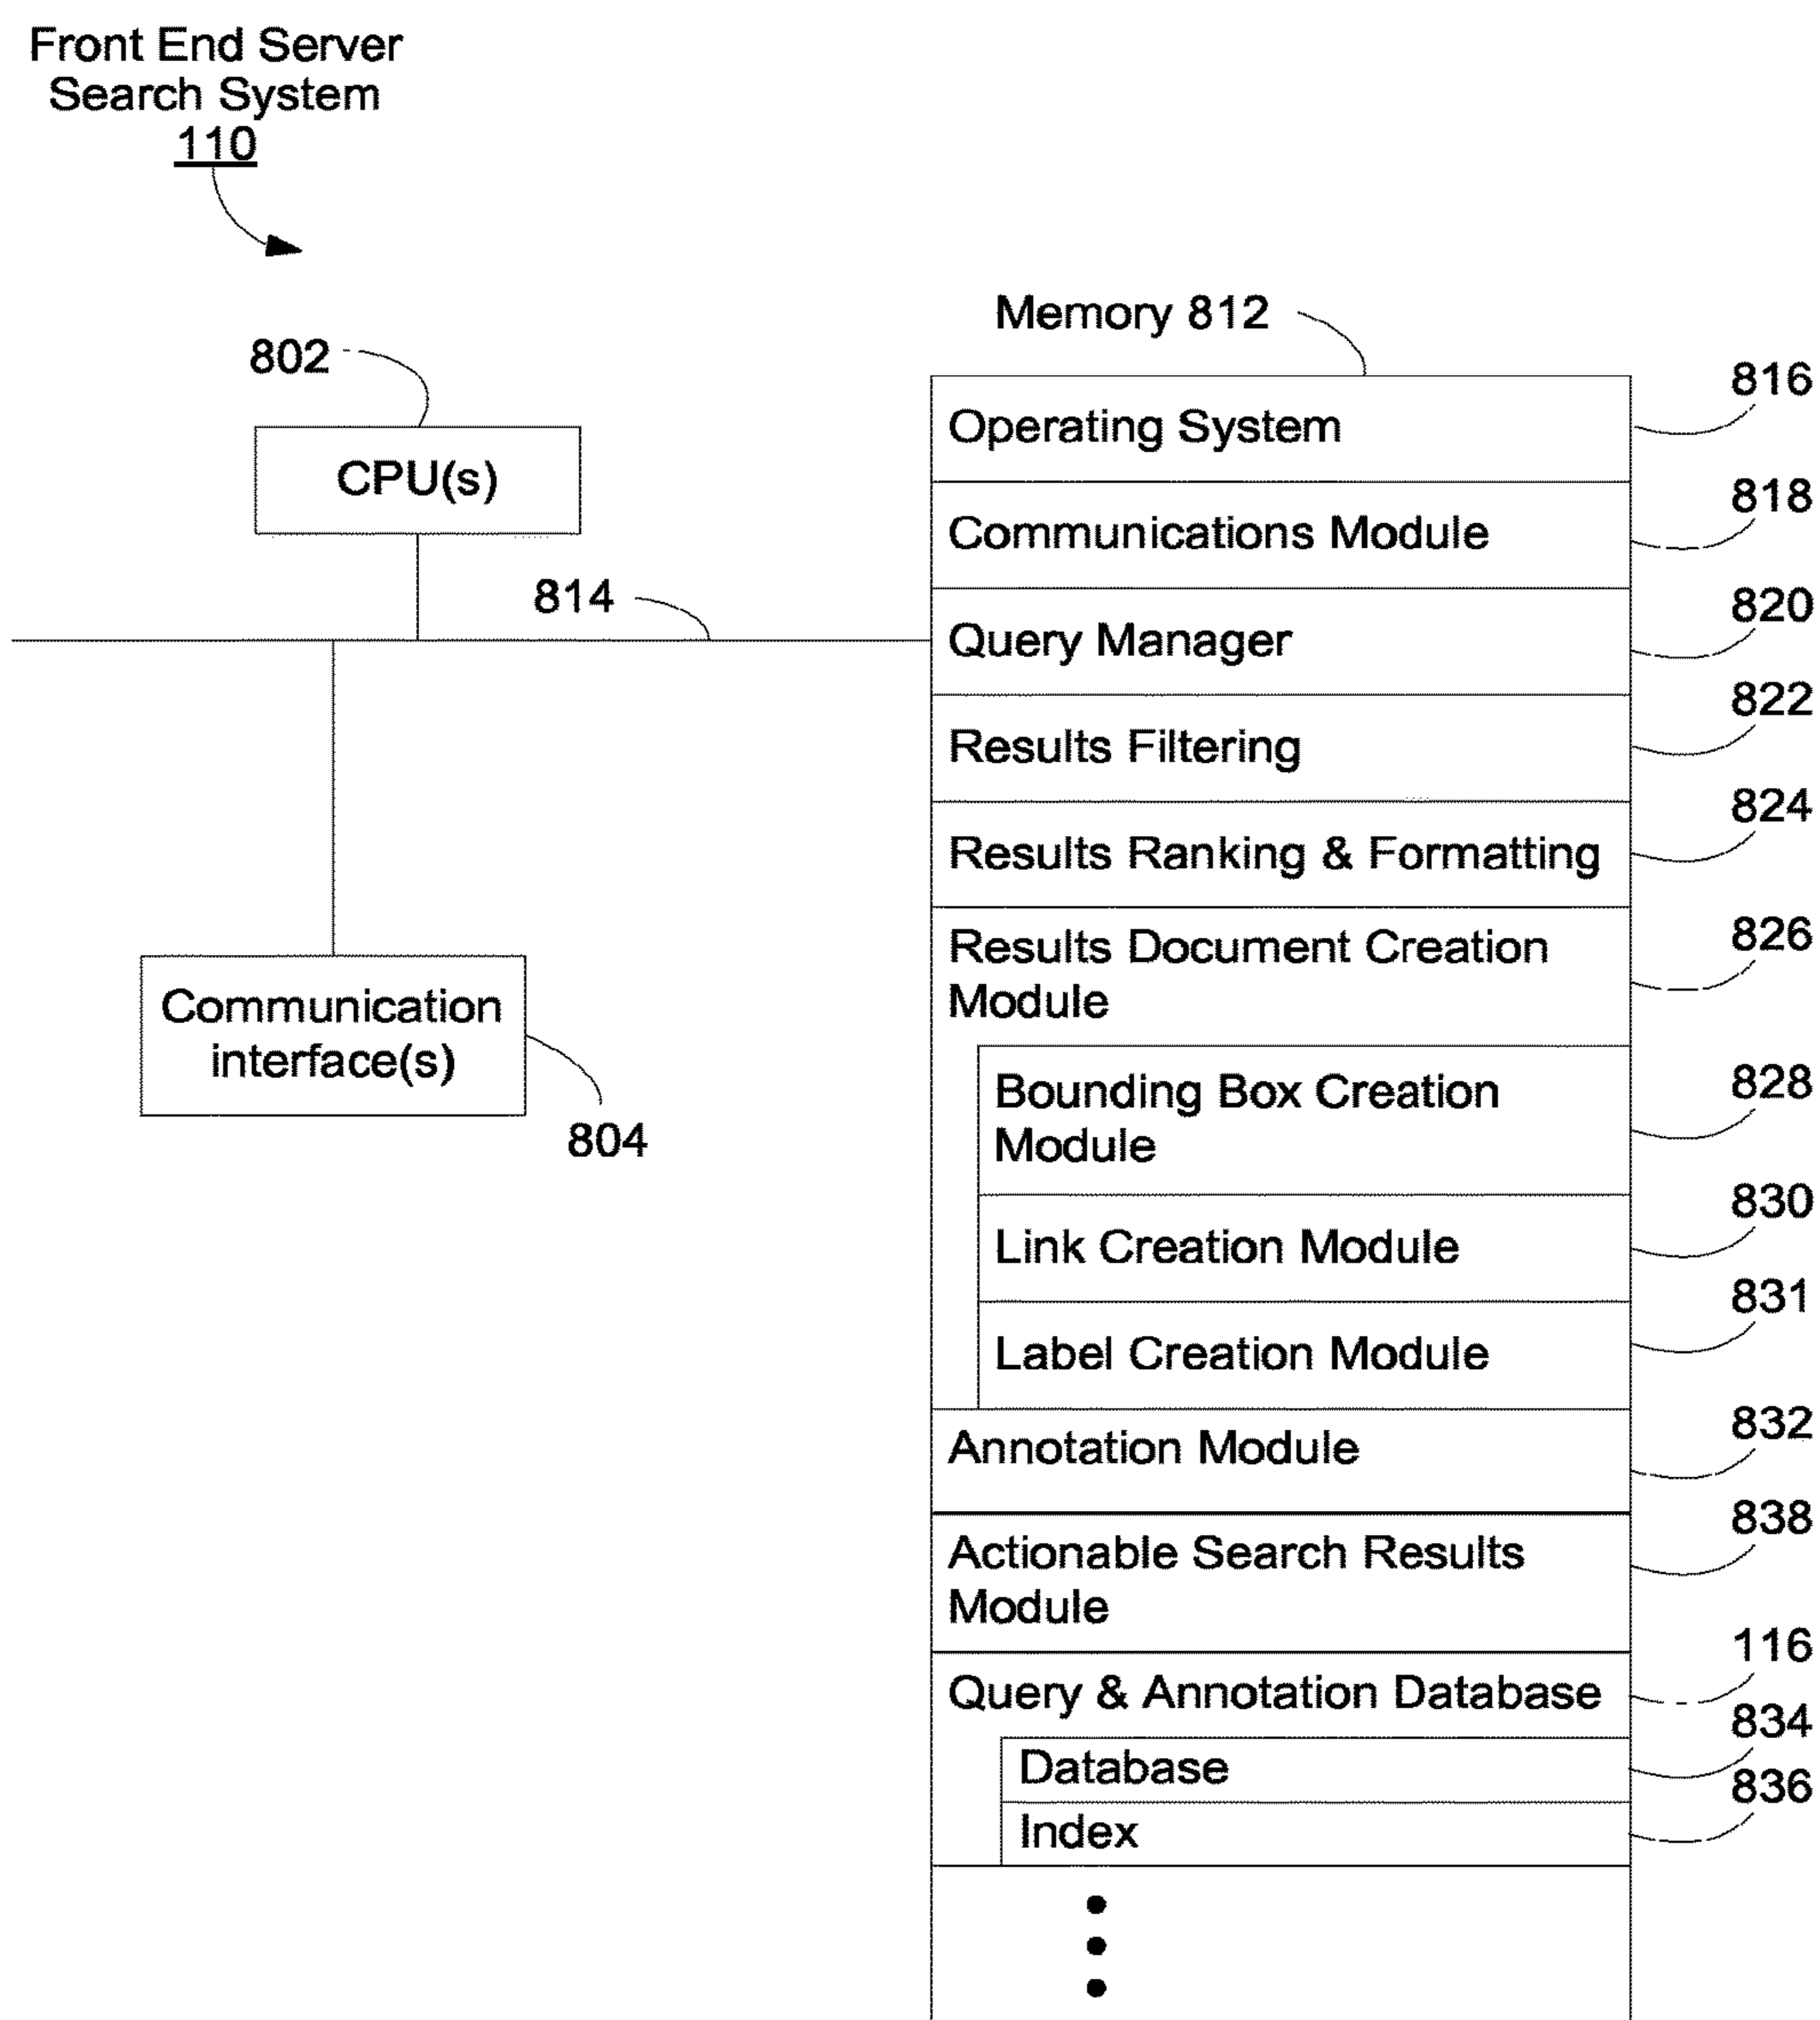 Front End Server
Search System
110
Memory 812
802
816
Operating System
CPU(s)
818
Communications Module
814
820
Query Manager
822
Results Filtering
824
Results Ranking & Formatting
826
Results Document Creation
Module
Communication
interface(s)
804
828
Bounding Box Creation
Module
830
Link Creation Module
831
Label Creation Module
832
Annotation Module
838
Actionable Search Results
Module
116
Query & Annotation Database
834
Database
836
Index